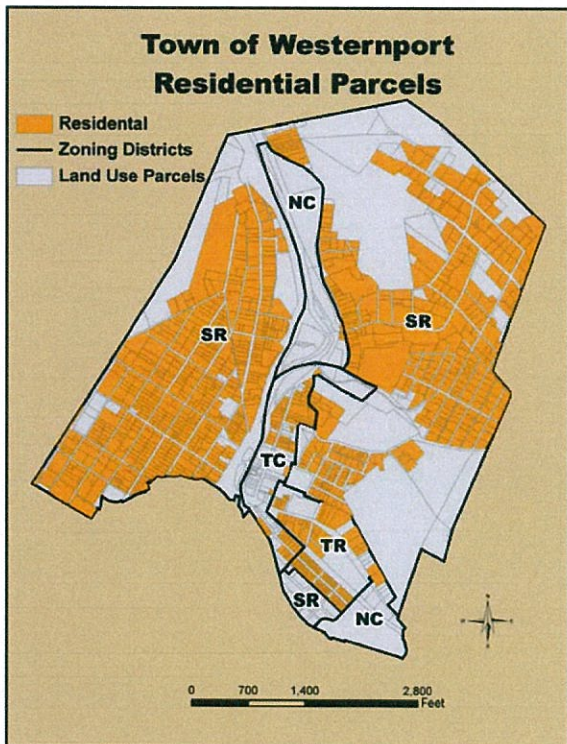 Town of Westernport
Residential Parcels
Residental
Zoning Districts
Land Use Parcels
NC
SR
SR
TC
TR
SR
NC
0 700 1,400 2,800
Feet